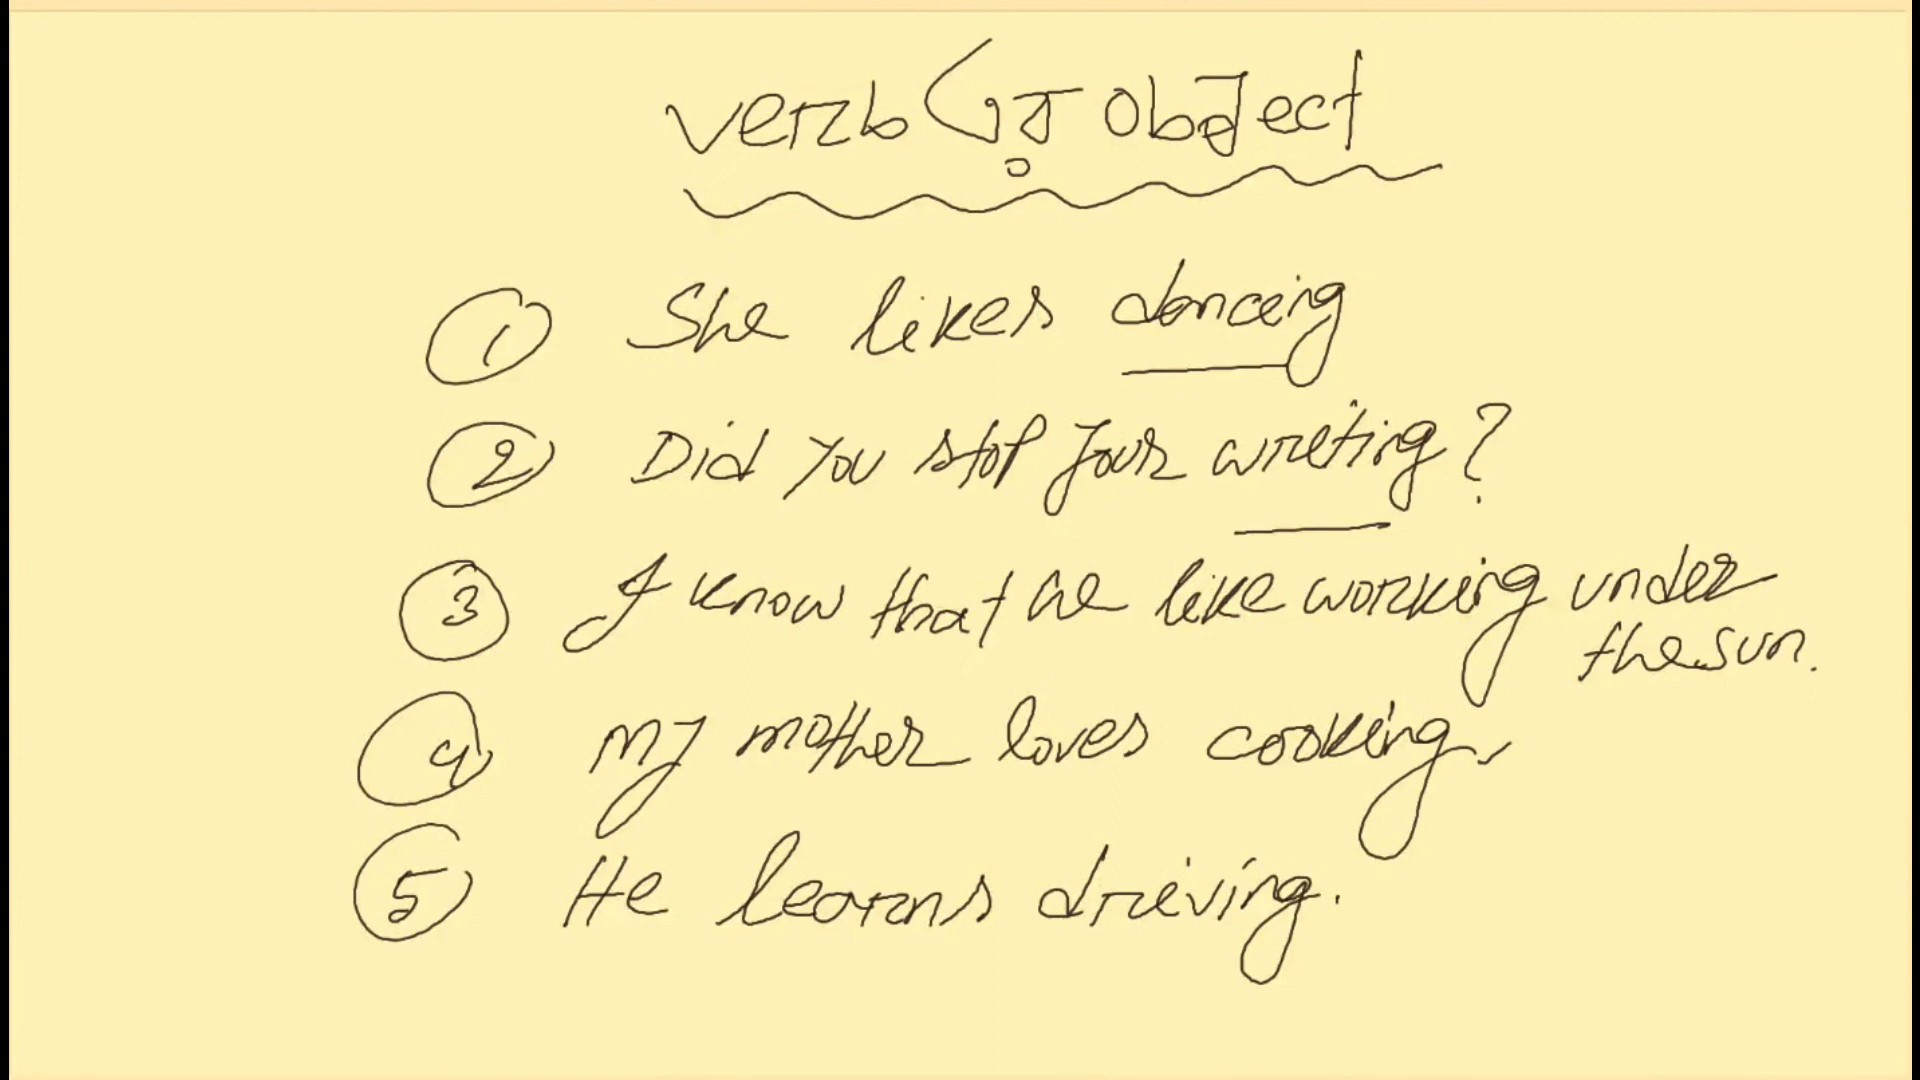 verb এর object
① She likes dancing
② Did you stop your writing?
③ I know that he like working under
the sun.
④ My mother loves cooking.
⑤ He learns driving.